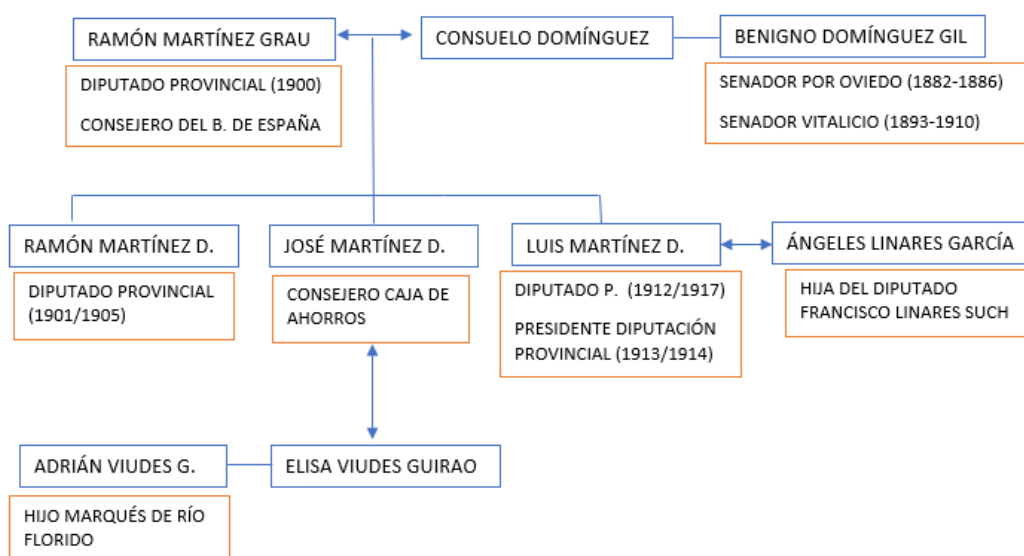 RAMÓN MARTÍNEZ GRAU
CONSUELO DOMÍNGUEZ
BENIGNO DOMÍNGUEZ GIL
DIPUTADO PROVINCIAL (1900)
CONSEJERO DEL B. DE ESPAÑA
SENADOR POR OVIEDO (1882-1886)
SENADOR VITALICIO (1893-1910)
RAMÓN MARTÍNEZ D.
JOSÉ MARTÍNEZ D.
LUIS MARTÍNEZ D.
ÁNGELES LINARES GARCÍA
DIPUTADO PROVINCIAL
(1901/1905)
CONSEJERO CAJA DE
AHORROS
DIPUTADO P. (1912/1917)
PRESIDENTE DIPUTACIÓN
PROVINCIAL (1913/1914)
HIJA DEL DIPUTADO
FRANCISCO LINARES SUCH
ADRIÁN VIUDES G.
ELISA VIUDES GUIRAO
HIJO MARQUÉS DE RÍO
FLORIDO